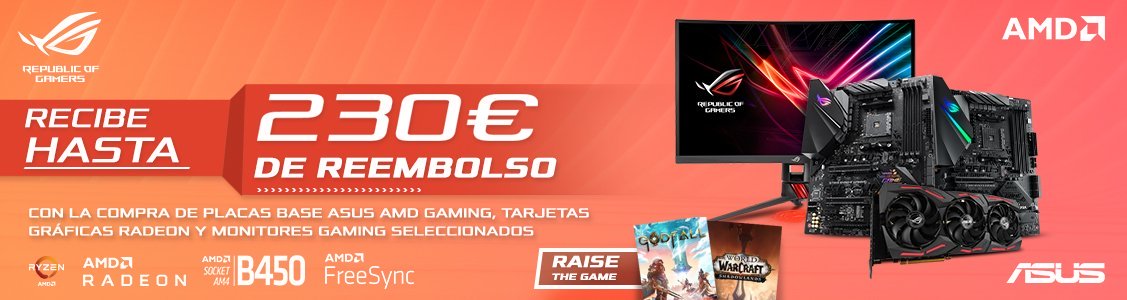 REPUBLIC OF
GAMERS
AMD
RECIBE
HASTA
230€
DE REEMBOLSO
REPUBLIC OF
GAMERS
CON LA COMPRA DE PLACAS BASE ASUS AMD GAMING, TARJETAS
GRÁFICAS RADEON Y MONITORES GAMING SELECCIONADOS
RYZEN
AMD
AMD
RADEON
AMD
SOCKET
AM4
B450
AMD
FreeSync
RAISE
THE GAME
GODFALL
WORLD
OF
WARCRAFT
SHADOWLANDS
ASUS